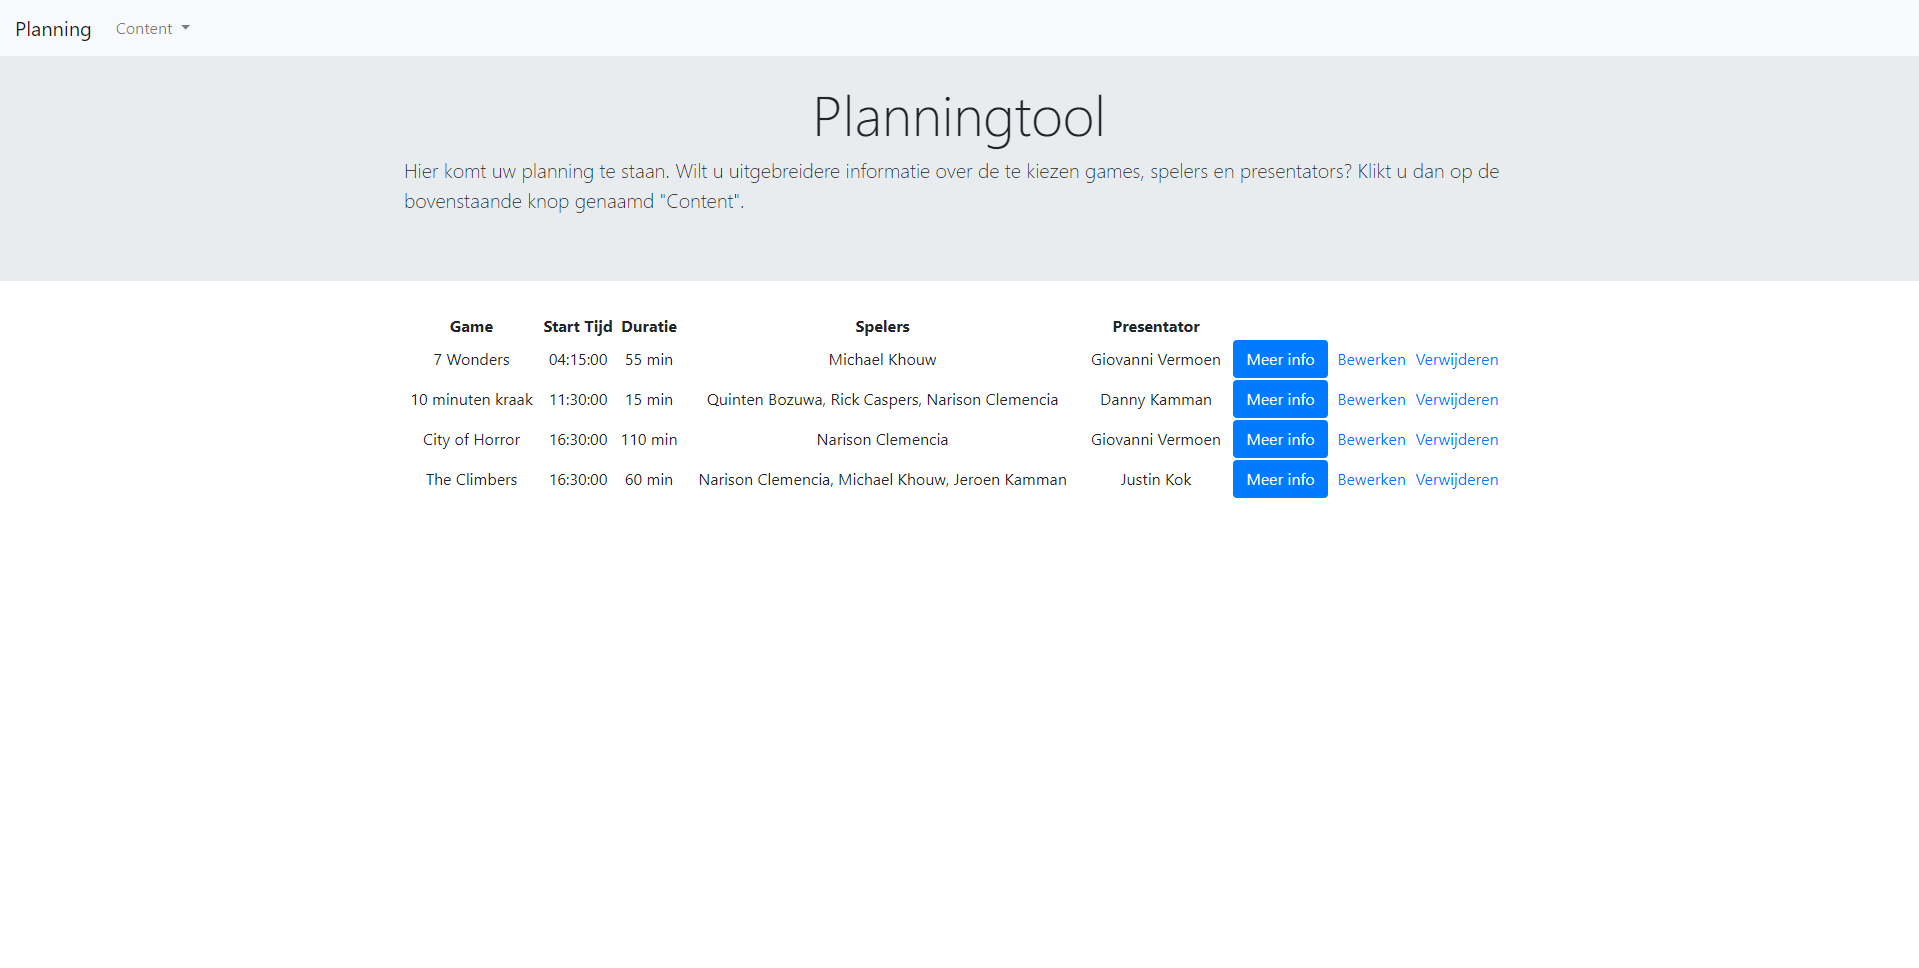 Planning Content
Planningtool
Hier komt uw planning te staan. Wilt u uitgebreidere informatie over de te kiezen games, spelers en presentators? Klikt u dan op de
bovenstaande knop genaamd "Content".
Game Start Tijd Duratie Spelers Presentator
7 Wonders 04:15:00 55 min Michael Khouw Giovanni Vermoen Meer info Bewerken Verwijderen
10 minuten kraak 11:30:00 15 min Quinten Bozuwa, Rick Caspers, Narison Clemencia Danny Kamman Meer info Bewerken Verwijderen
City of Horror 16:30:00 110 min Narison Clemencia Giovanni Vermoen Meer info Bewerken Verwijderen
The Climbers 16:30:00 60 min Narison Clemencia, Michael Khouw, Jeroen Kamman Justin Kok Meer info Bewerken Verwijderen